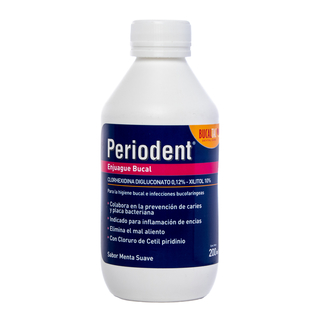 BUCAL
Periodent®
Enjuague Bucal
CLORHEXIDINA DIGLUCONATO 0,12% - XILITOL 10%
Para la higiene bucal e infecciones bucofaríngeas
• Colabora en la prevención de caries
y placa bacteriana
• Indicado para inflamación de encías
• Elimina el mal aliento
• Con Cloruro de Cetil piridinio
Sabor Menta Suave
200